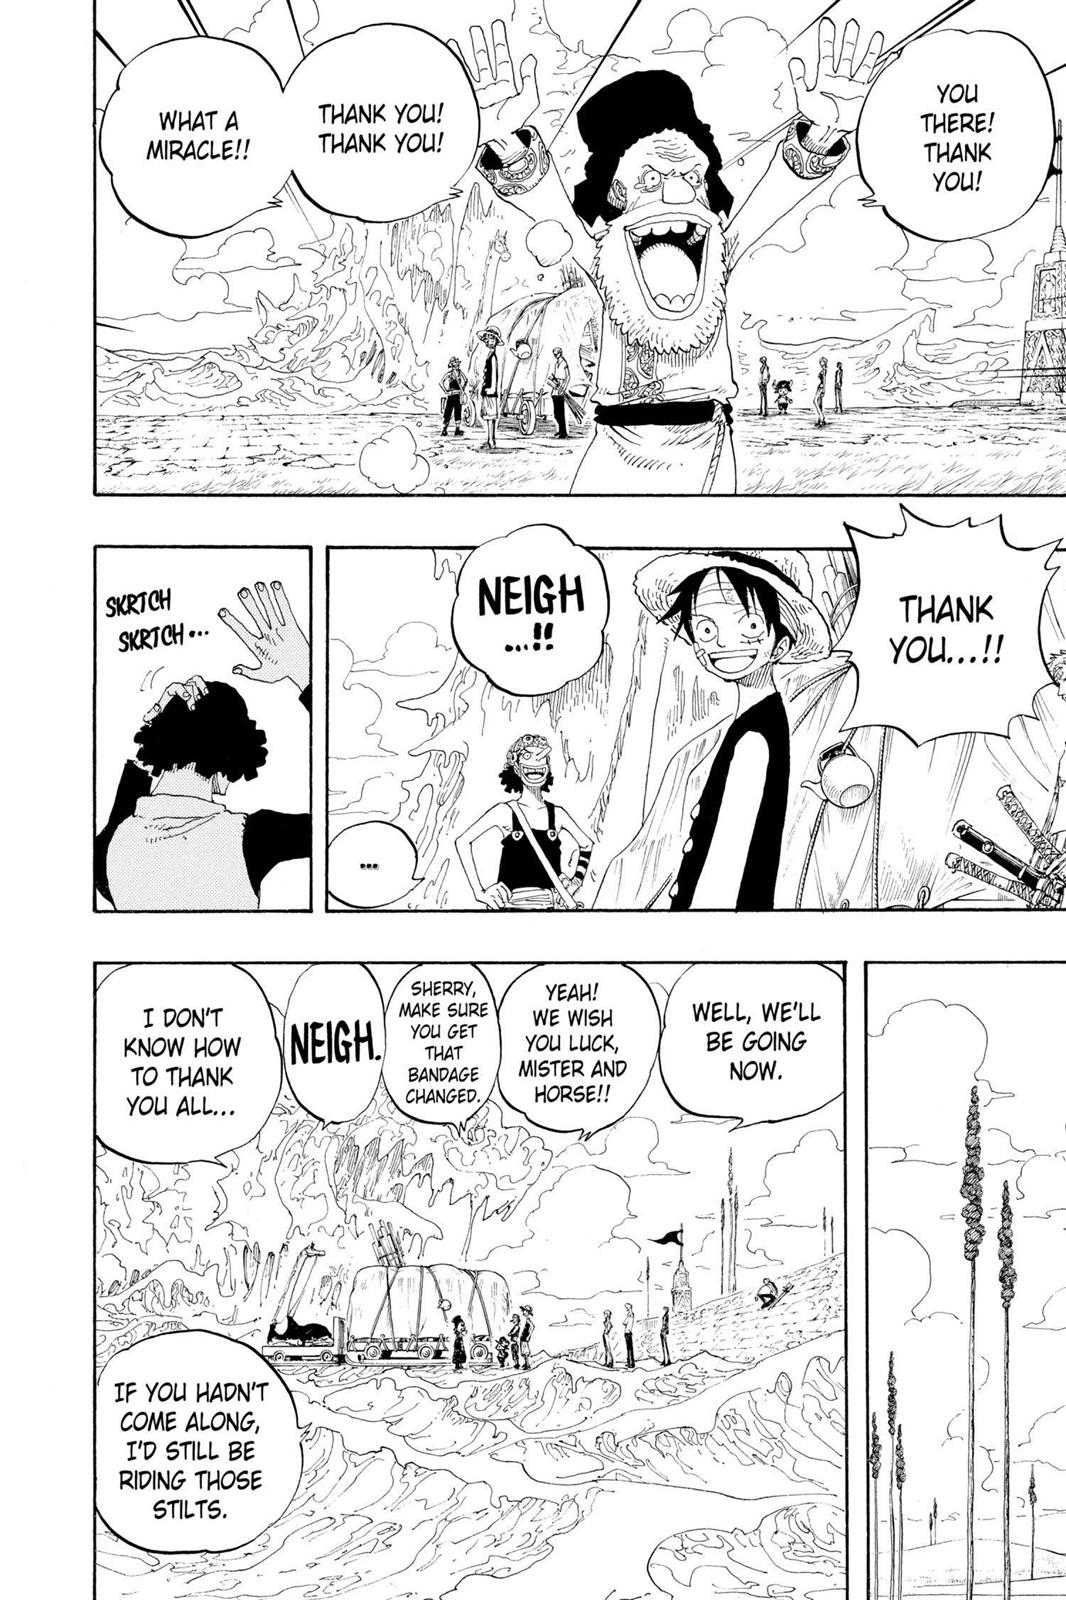 YOU
THERE!
THANK
YOU!
THANK YOU!
THANK YOU!
WHAT A
MIRACLE!!
THANK
YOU...!!
NEIGH
...!!
...
SKRTCH
SKRTCH...
WELL, WE'LL
BE GOING
NOW.
YEAH!
WE WISH
YOU LUCK,
MISTER AND
HORSE!!
SHERRY,
MAKE SURE
YOU GET
THAT
BANDAGE
CHANGED.
NEIGH.
I DON'T
KNOW HOW
TO THANK
YOU ALL...
IF YOU HADN'T
COME ALONG,
I'D STILL BE
RIDING THOSE
STILTS.